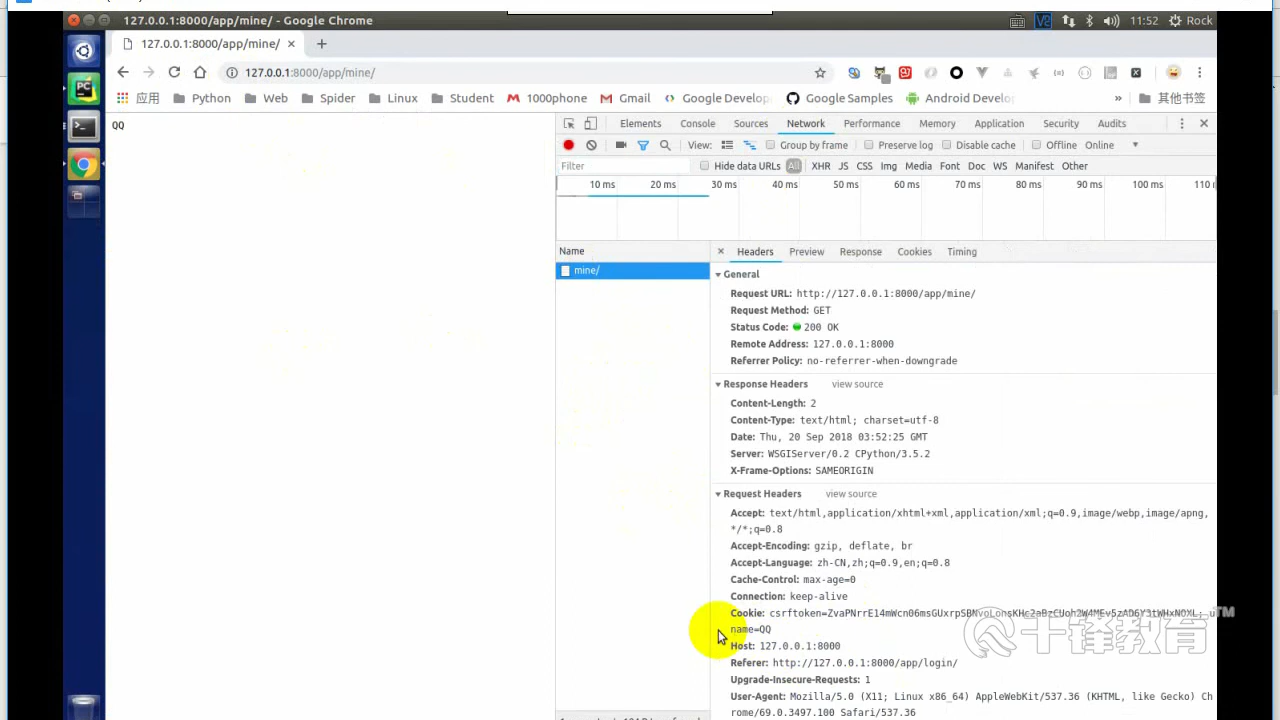 127.0.0.1:8000/app/mine/ - Google Chrome
11:52
Rock
127.0.0.1:8000/app/mine/
127.0.0.1:8000/app/mine/
应用 Python Web Spider Linux Student 1000phone Gmail Google Develop Google Samples Android Develo » 其他书签
QQ
Elements Console Sources Network Performance Memory Application Security Audits
View: Group by frame Preserve log Disable cache Offline Online
Filter Hide data URLs All XHR JS CSS Img Media Font Doc WS Manifest Other
10 ms 20 ms 30 ms 40 ms 50 ms 60 ms 70 ms 80 ms 90 ms 100 ms 110
Name
Headers Preview Response Cookies Timing
mine/
General
Request URL: http://127.0.0.1:8000/app/mine/
Request Method: GET
Status Code: 200 OK
Remote Address: 127.0.0.1:8000
Referrer Policy: no-referrer-when-downgrade
Response Headers view source
Content-Length: 2
Content-Type: text/html; charset=utf-8
Date: Thu, 20 Sep 2018 03:52:25 GMT
Server: WSGIServer/0.2 CPython/3.5.2
X-Frame-Options: SAMEORIGIN
Request Headers view source
Accept: text/html,application/xhtml+xml,application/xml;q=0.9,image/webp,image/apng,
*/*;q=0.8
Accept-Encoding: gzip, deflate, br
Accept-Language: zh-CN,zh;q=0.9,en;q=0.8
Cache-Control: max-age=0
Connection: keep-alive
Cookie:
name=QQ
千锋教育 TM
Host: 127.0.0.1:8000
Referer: http://127.0.0.1:8000/app/login/
Upgrade-Insecure-Requests: 1
User-Agent: Mozilla/5.0 (X11; Linux x86_64) AppleWebKit/537.36 (KHTML, like Gecko) Ch
rome/69.0.3497.100 Safari/537.36